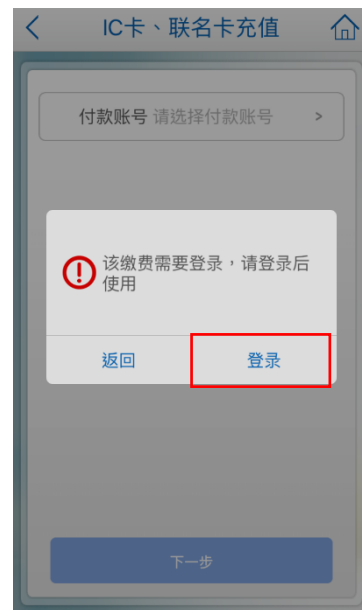 IC卡、联名卡充值
付款账号 请选择付款账号 >
该缴费需要登录，请登录后
使用
返回 登录
下一步